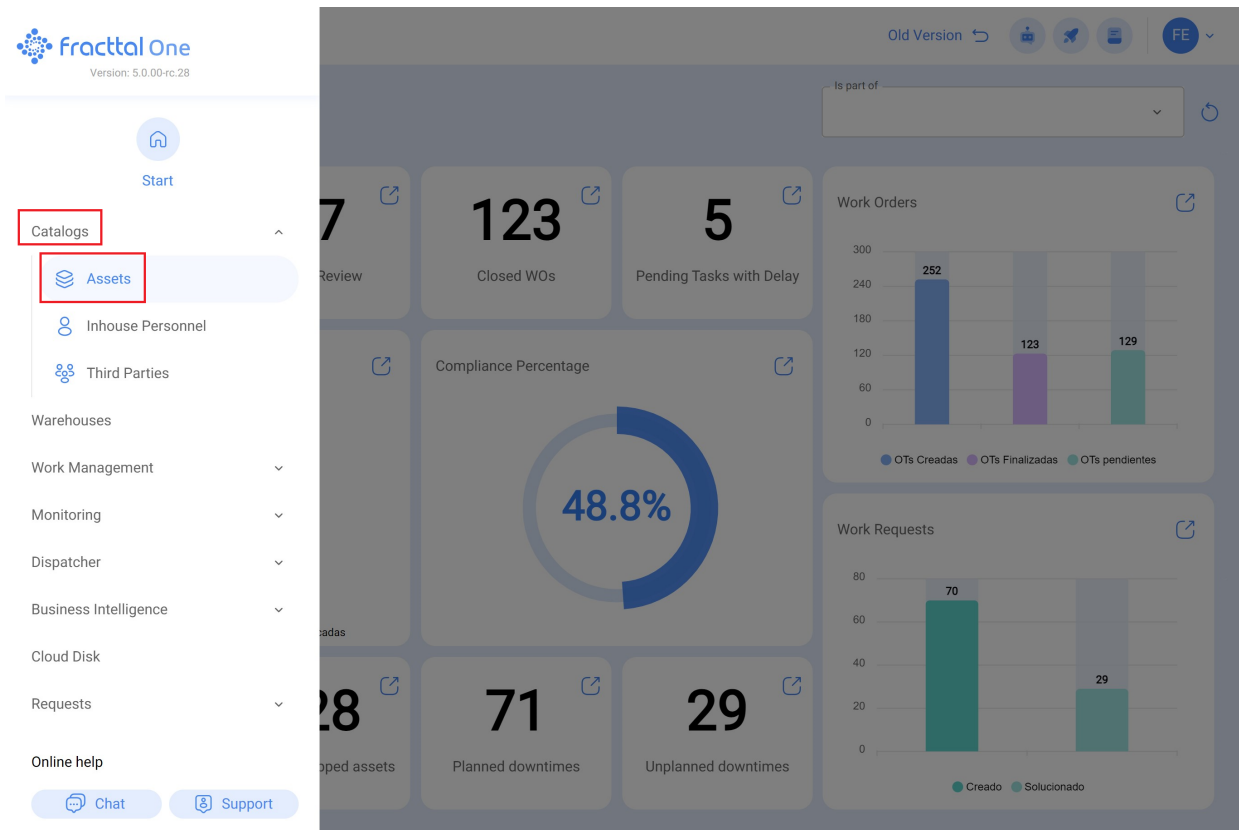 fracttal One
Version: 5.0.00-rc.28
Start
Catalogs
Assets
Inhouse Personnel
Third Parties
Warehouses
Work Management
Monitoring
Dispatcher
Business Intelligence
Cloud Disk
Requests
Online help
Chat
Support
Old Version
FE
Is part of
7
Review
123
Closed WOs
5
Pending Tasks with Delay
Work Orders
300
240
180
120
60
0
252
123
129
OTs Creadas OTs Finalizadas OTs pendientes
cadas
Compliance Percentage
48.8%
Work Requests
80
60
40
20
0
70
29
Creado Solucionado
28
pped assets
71
Planned downtimes
29
Unplanned downtimes